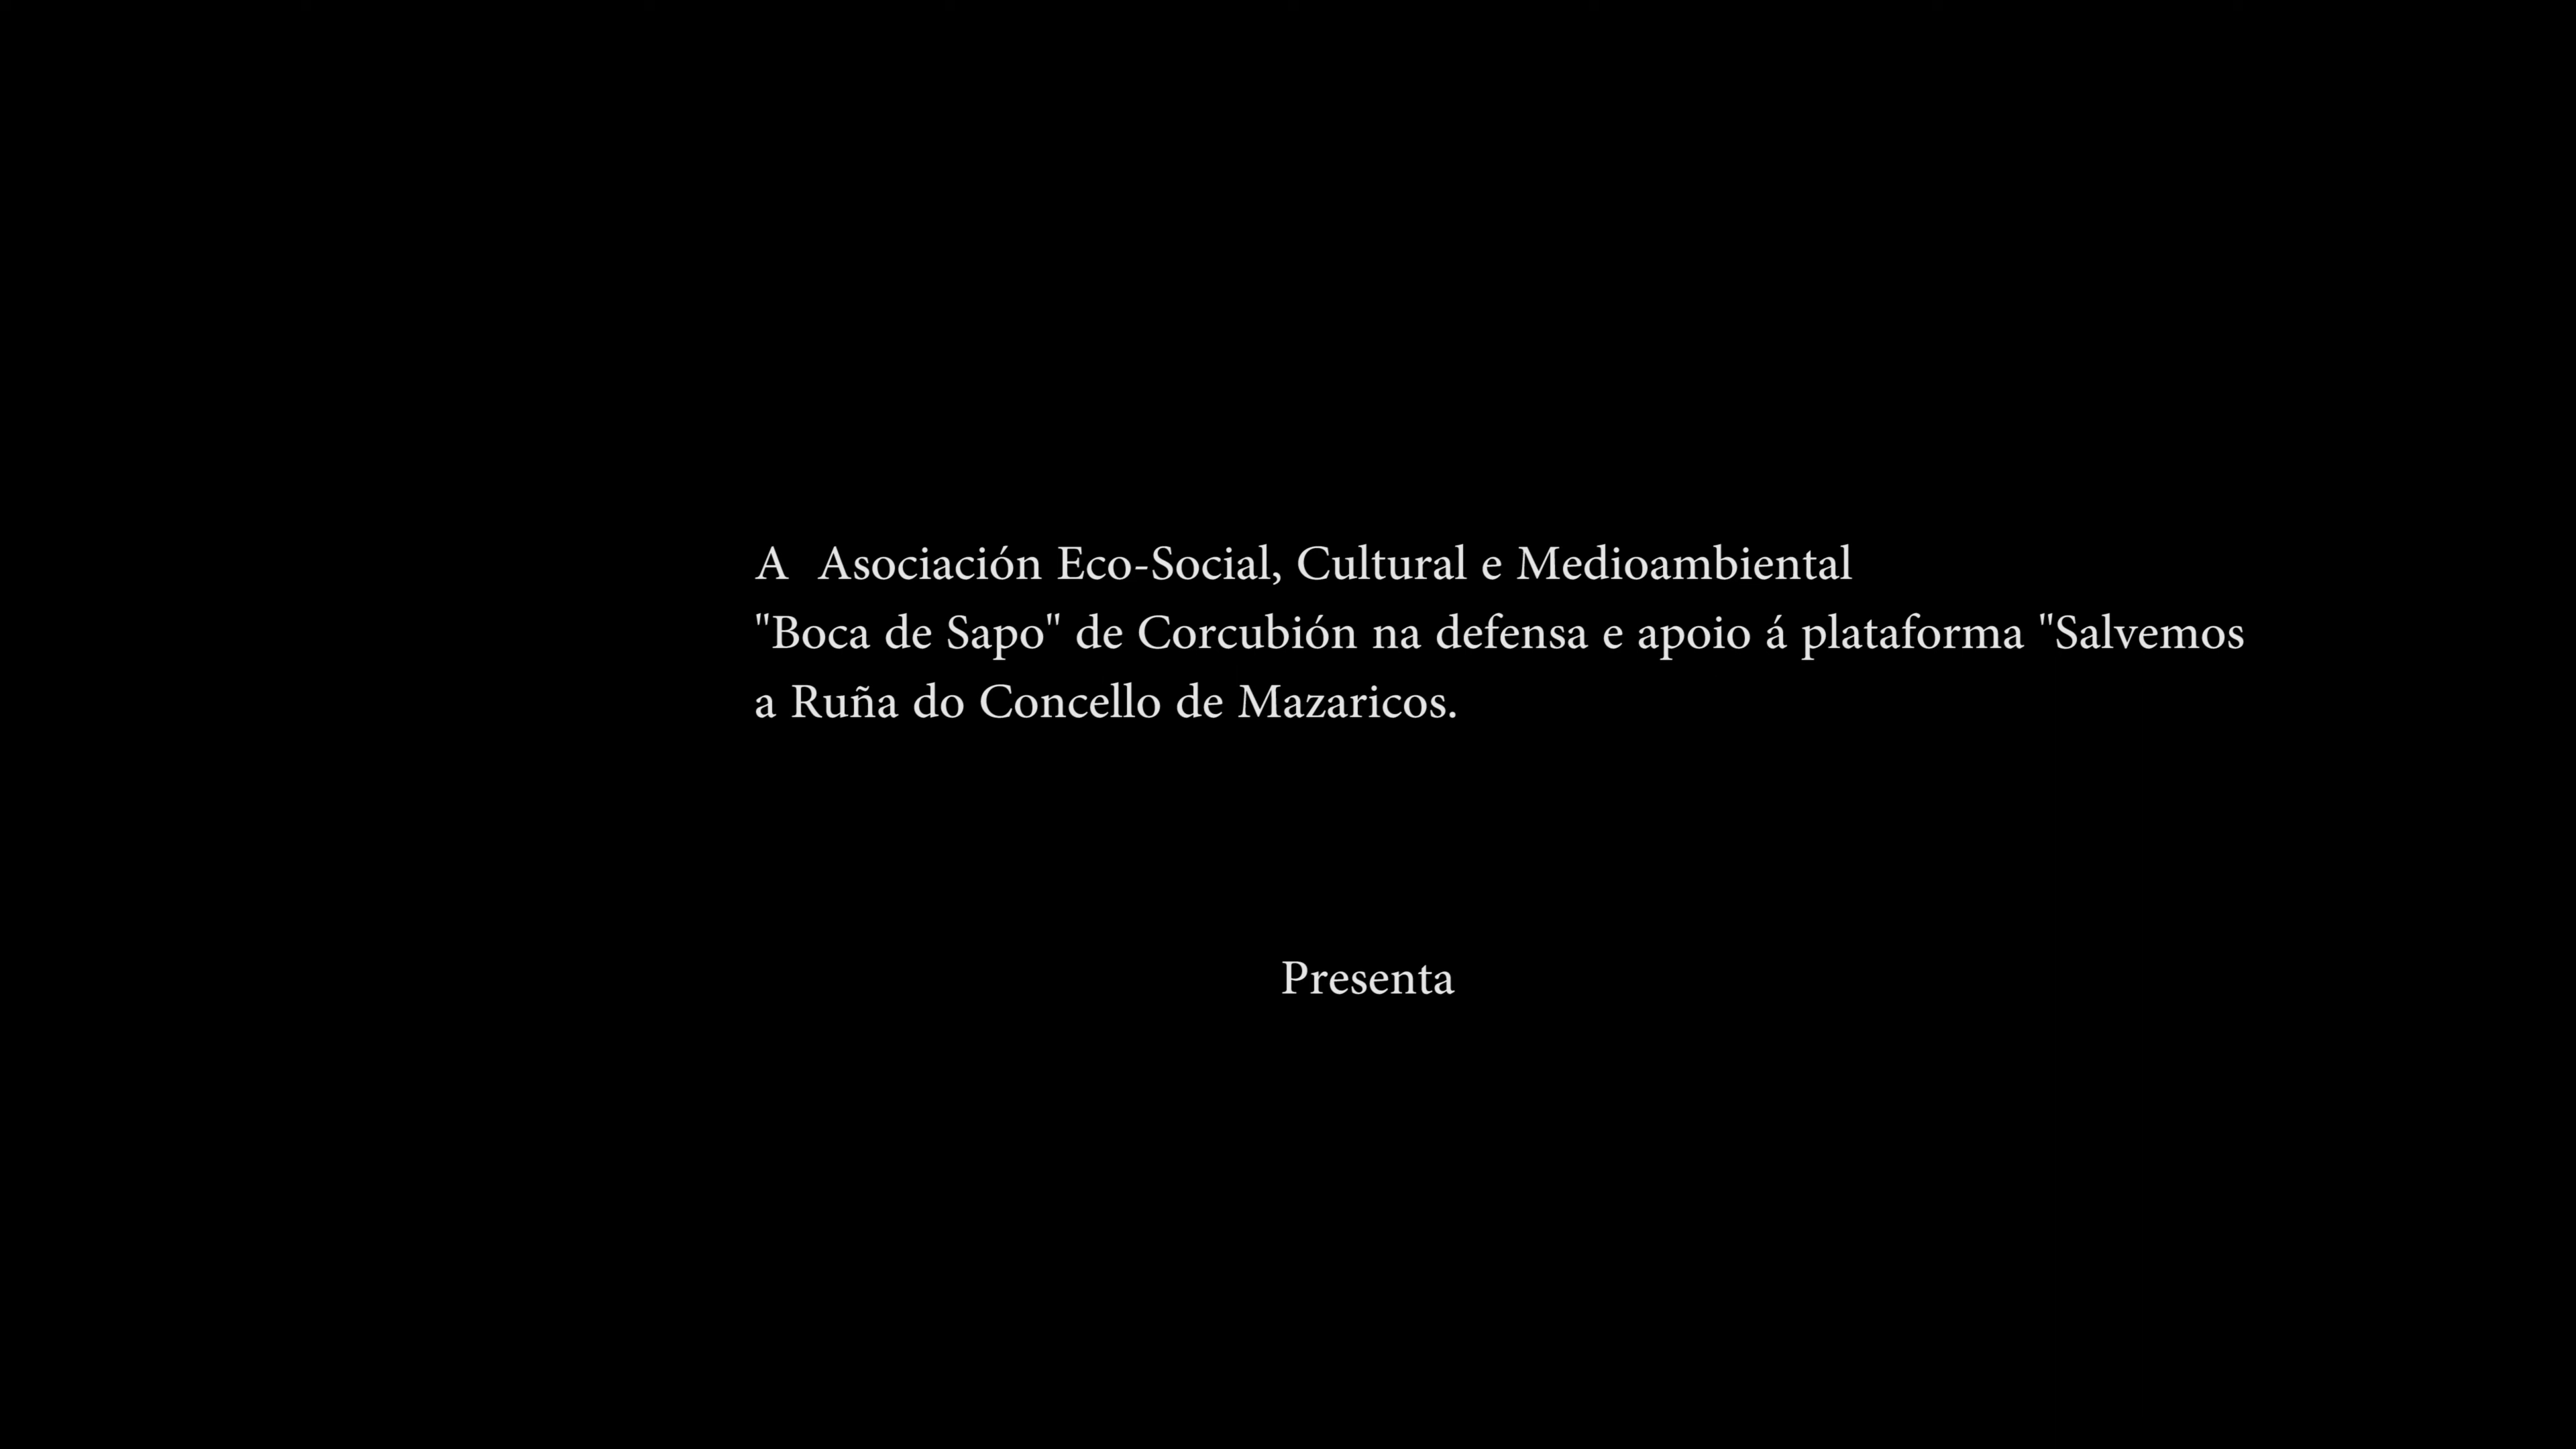 A Asociación Eco-Social, Cultural e Medioambiental
"Boca de Sapo" de Corcubión na defensa e apoio á plataforma "Salvemos
a Ruña do Concello de Mazaricos.
Presenta